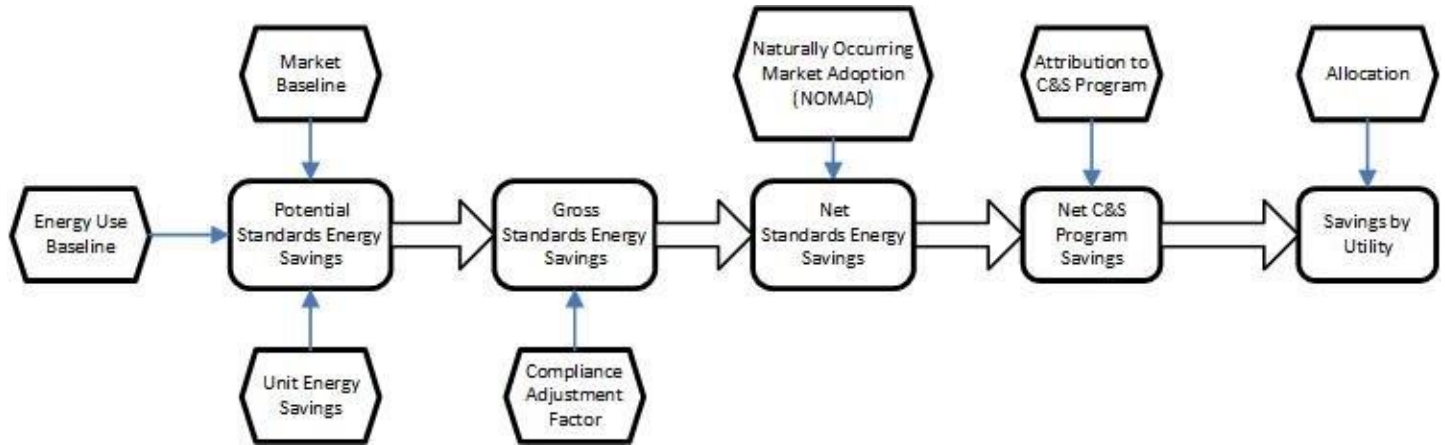 Market
Baseline
Naturally Occurring
Market Adoption
(NOMAD)
Attribution to
C&S Program
Allocation
Energy Use
Baseline
Potential
Standards Energy
Savings
Gross
Standards Energy
Savings
Net
Standards Energy
Savings
Net C&S
Program
Savings
Savings by
Utility
Unit Energy
Savings
Compliance
Adjustment
Factor